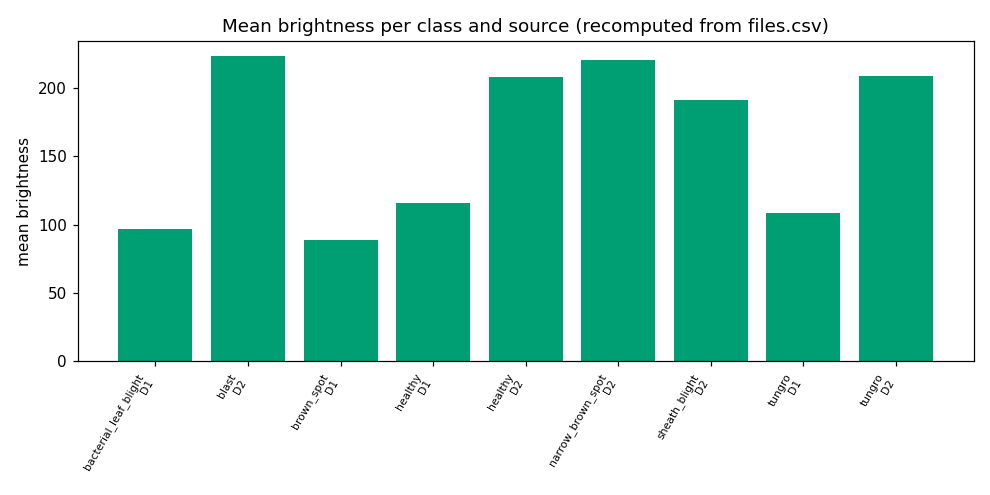 Mean brightness per class and source (recomputed from files.csv)
mean brightness
200
150
100
50
0
bacterial_leaf_blight
D1
blast
D2
brown_spot
D1
healthy
D1
healthy
D2
narrow_brown_spot
D2
sheath_blight
D2
tungro
D1
tungro
D2